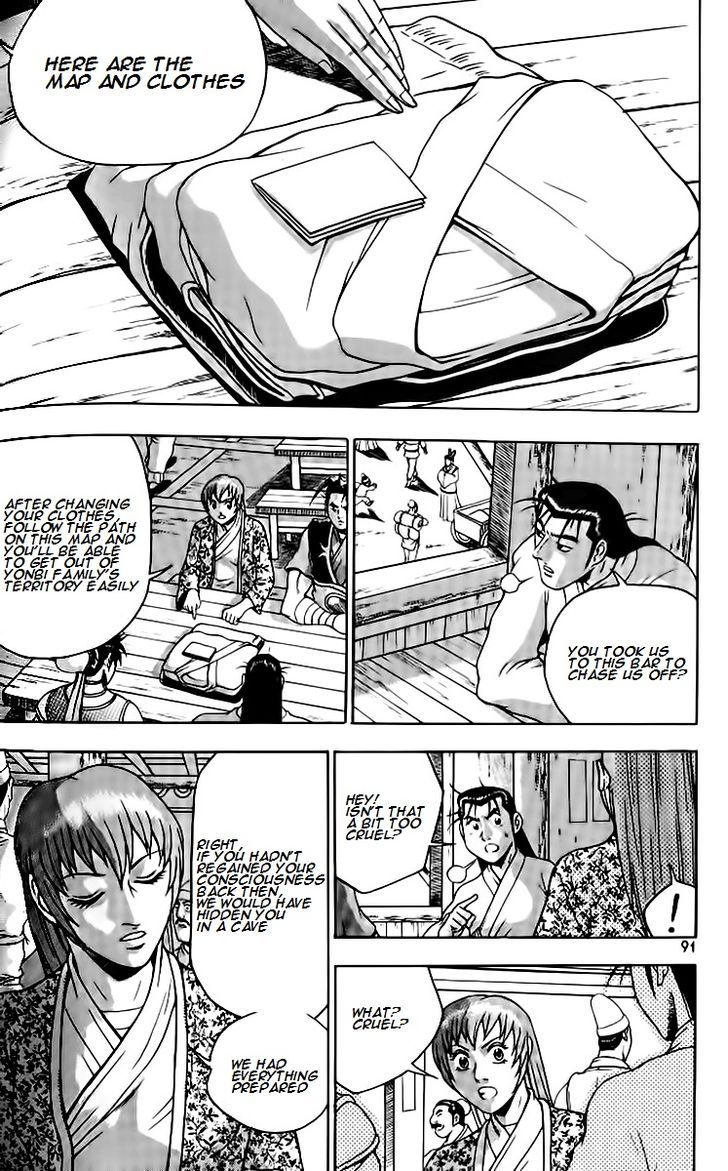 HERE ARE THE
MAP AND CLOTHES
AFTER CHANGING
YOUR CLOTHES
FOLLOW THE PATH
ON THIS MAP AND
YOU'LL BE ABLE
TO GET OUT OF
YONBI FAMILY'S
TERRITORY EASILY
YOU TOOK US
TO THIS BAR TO
CHASE US OFF?
RIGHT,
IF YOU HADN'T
REGAINED YOUR
CONSCIOUSNESS
BACK THEN,
WE WOULD HAVE
HIDDEN YOU
IN A CAVE
WE HAD
EVERYTHING
PREPARED
HEY!
ISN'T THAT
A BIT TOO
CRUEL?
!
91
WHAT?
CRUEL?